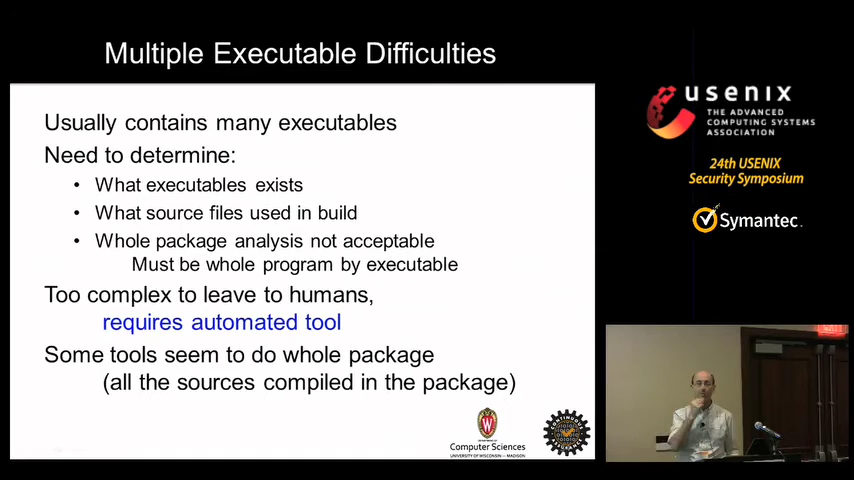 Multiple Executable Difficulties
Usually contains many executables
Need to determine:
• What executables exists
• What source files used in build
• Whole package analysis not acceptable
Must be whole program by executable
Too complex to leave to humans,
requires automated tool
Some tools seem to do whole package
(all the sources compiled in the package)
W
DEPARTMENT OF
Computer Sciences
UNIVERSITY OF WISCONSIN — MADISON
CONTINUOUS
usenix
THE ADVANCED
COMPUTING SYSTEMS
ASSOCIATION
24th USENIX
Security Symposium
Symantec.